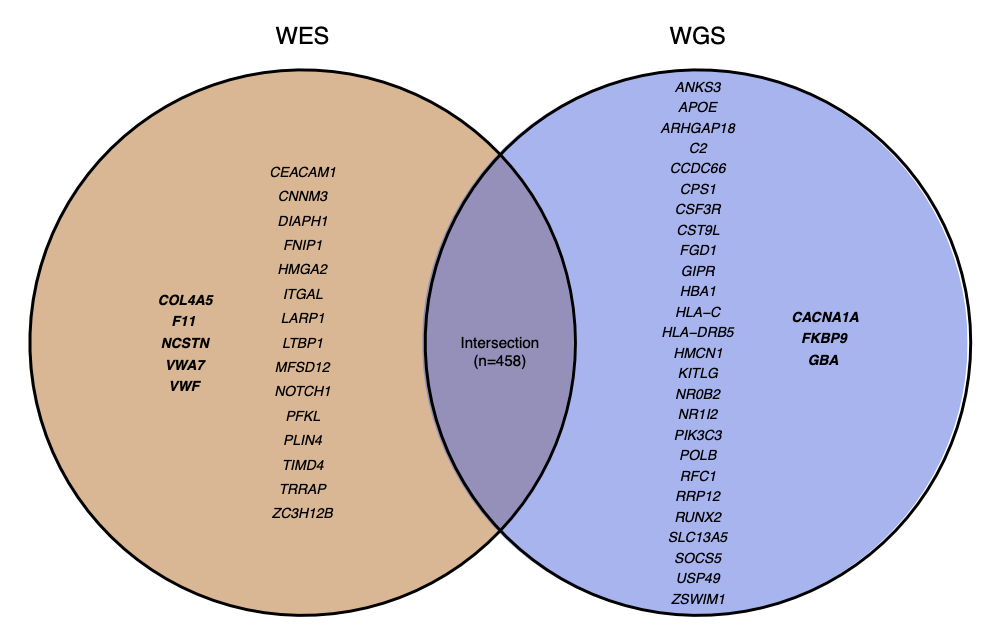 WES
WGS
COL4A5
F11
NCSTN
VWA7
VWF
CEACAM1
CNNM3
DIAPH1
FNIP1
HMGA2
ITGAL
LARP1
LTBP1
MFSD12
NOTCH1
PFKL
PLIN4
TIMD4
TRRAP
ZC3H12B
Intersection
(n=458)
ANKS3
APOE
ARHGAP18
C2
CCDC66
CPS1
CSF3R
CST9L
FGD1
GIPR
HBA1
HLA−C
HLA−DRB5
HMCN1
KITLG
NR0B2
NR1I2
PIK3C3
POLB
RFC1
RRP12
RUNX2
SLC13A5
SOCS5
USP49
ZSWIM1
CACNA1A
FKBP9
GBA